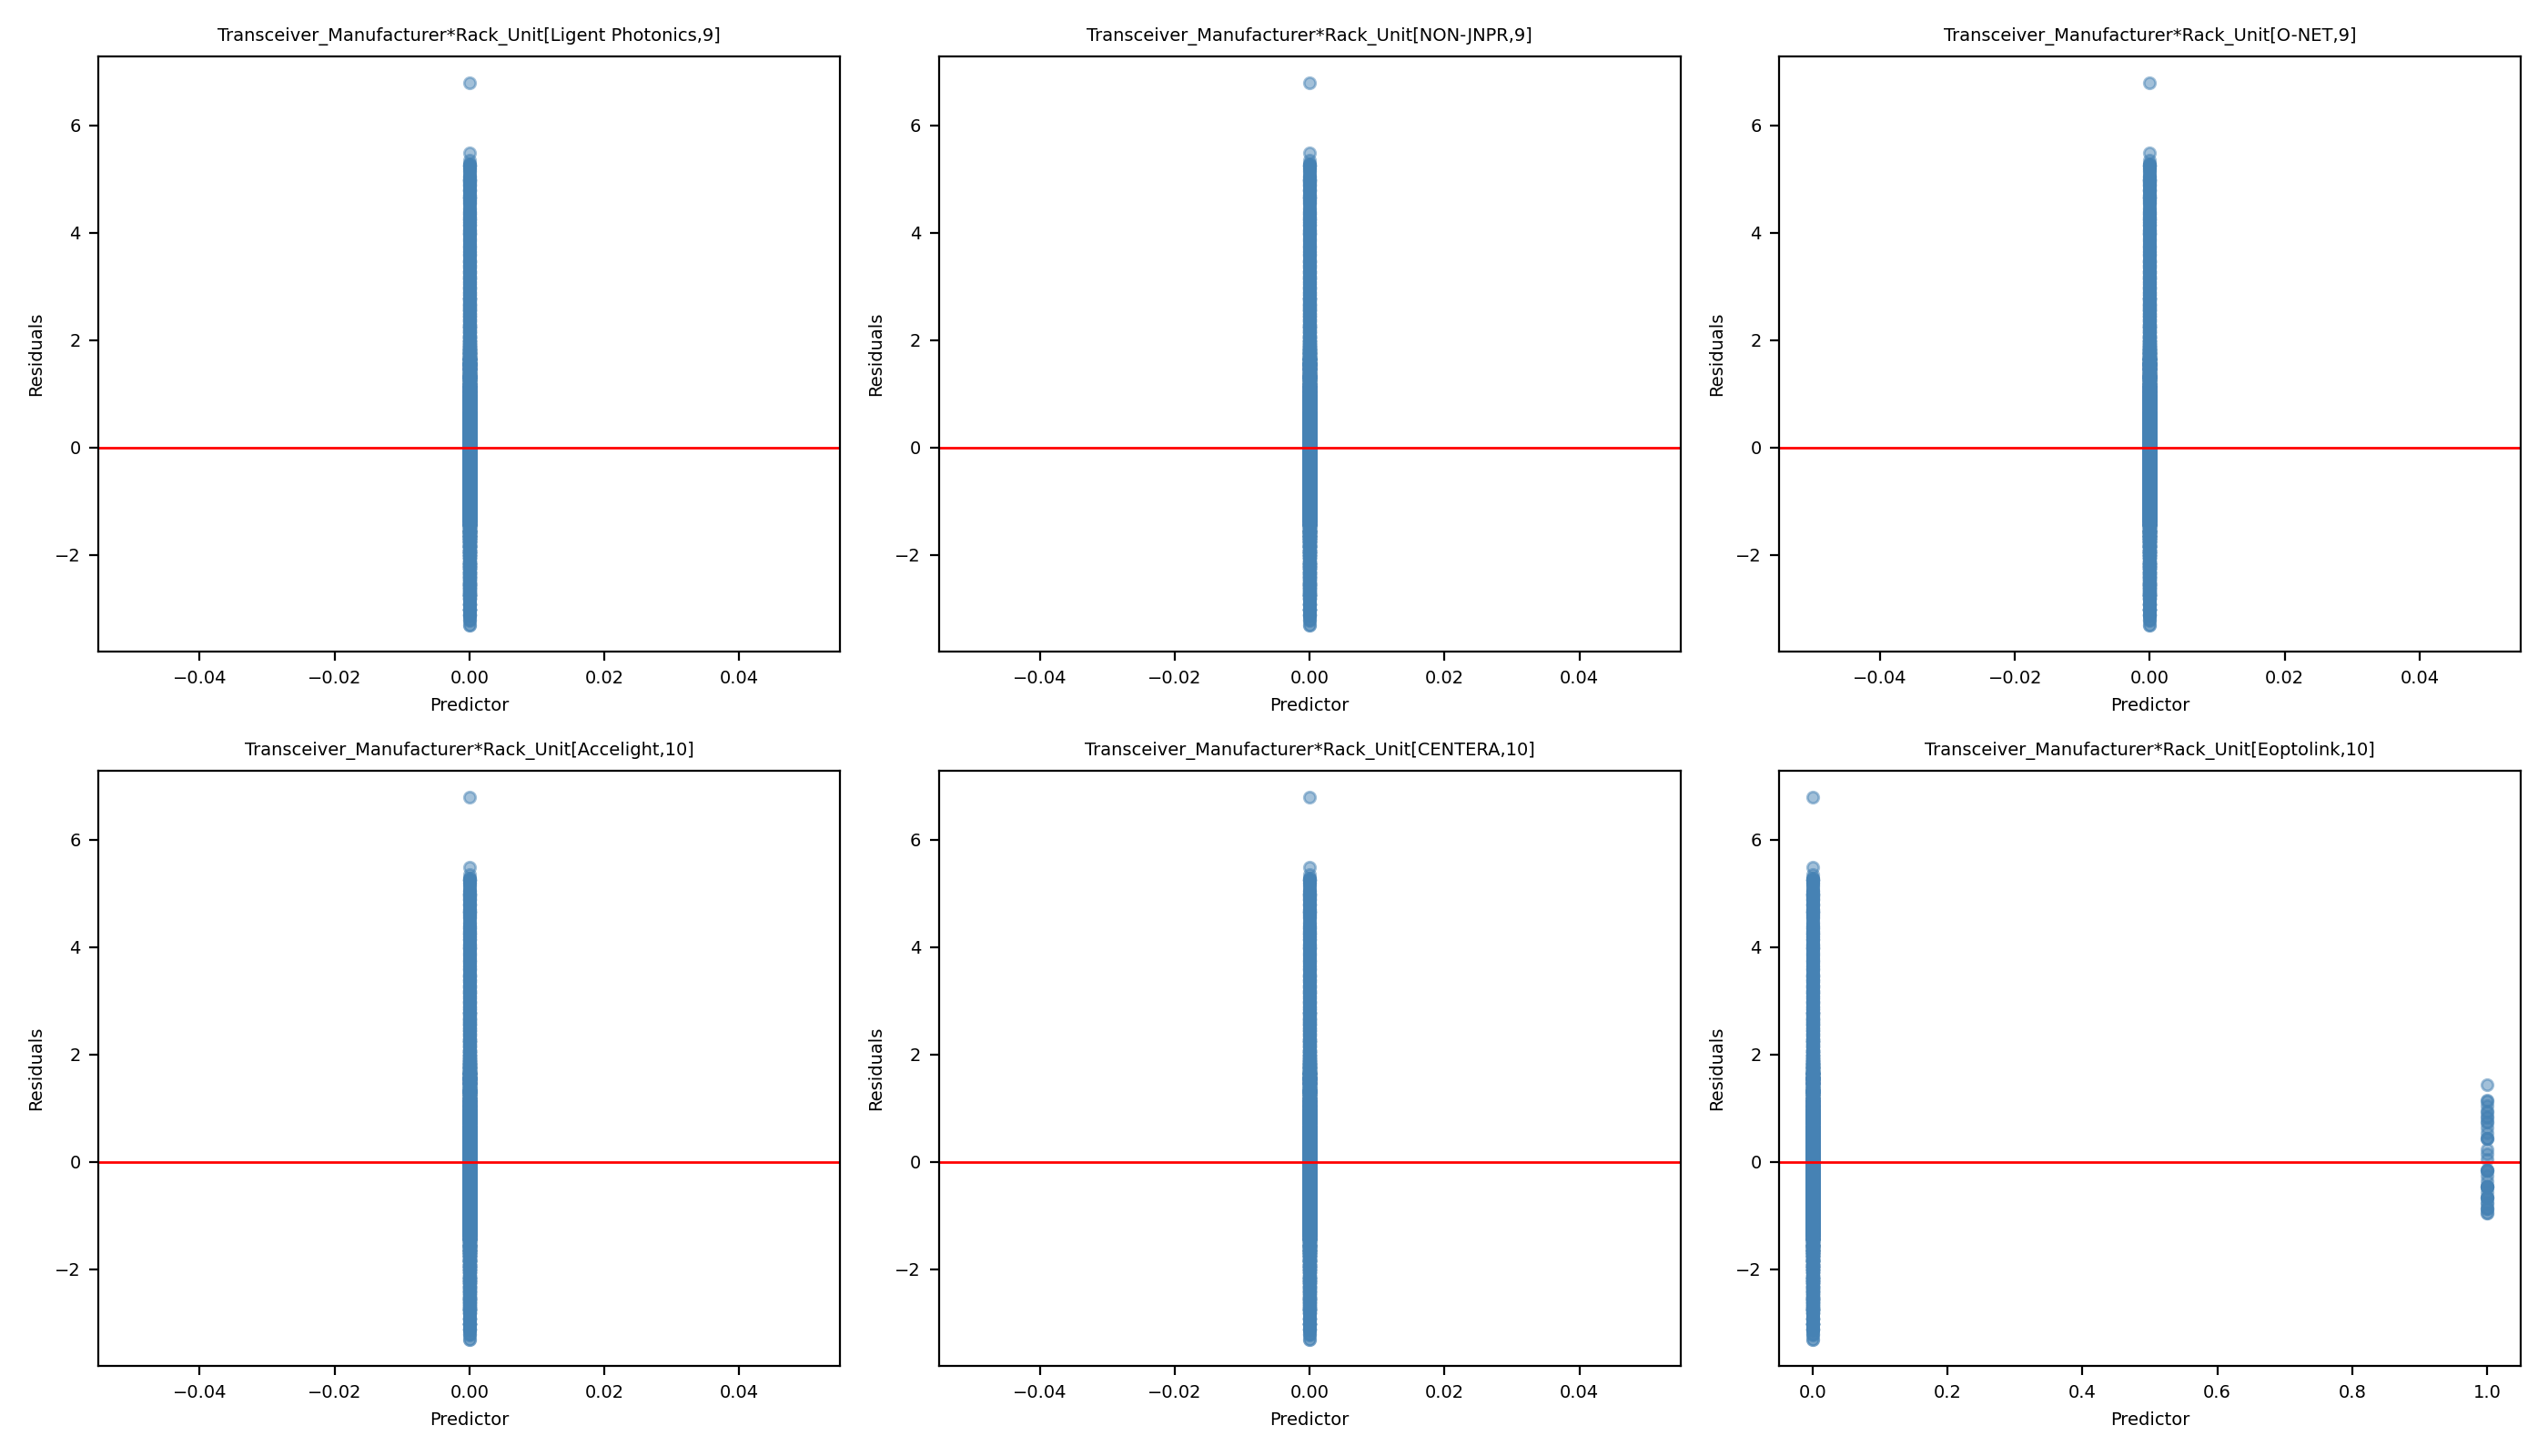 Transceiver_Manufacturer*Rack_Unit[Ligent Photonics,9]
6
4
2
0
−2
Residuals
−0.04 −0.02 0.00 0.02 0.04
Predictor
Transceiver_Manufacturer*Rack_Unit[NON-JNPR,9]
6
4
2
0
−2
Residuals
−0.04 −0.02 0.00 0.02 0.04
Predictor
Transceiver_Manufacturer*Rack_Unit[O-NET,9]
6
4
2
0
−2
Residuals
−0.04 −0.02 0.00 0.02 0.04
Predictor
Transceiver_Manufacturer*Rack_Unit[Accelight,10]
6
4
2
0
−2
Residuals
−0.04 −0.02 0.00 0.02 0.04
Predictor
Transceiver_Manufacturer*Rack_Unit[CENTERA,10]
6
4
2
0
−2
Residuals
−0.04 −0.02 0.00 0.02 0.04
Predictor
Transceiver_Manufacturer*Rack_Unit[Eoptolink,10]
6
4
2
0
−2
Residuals
0.0 0.2 0.4 0.6 0.8 1.0
Predictor